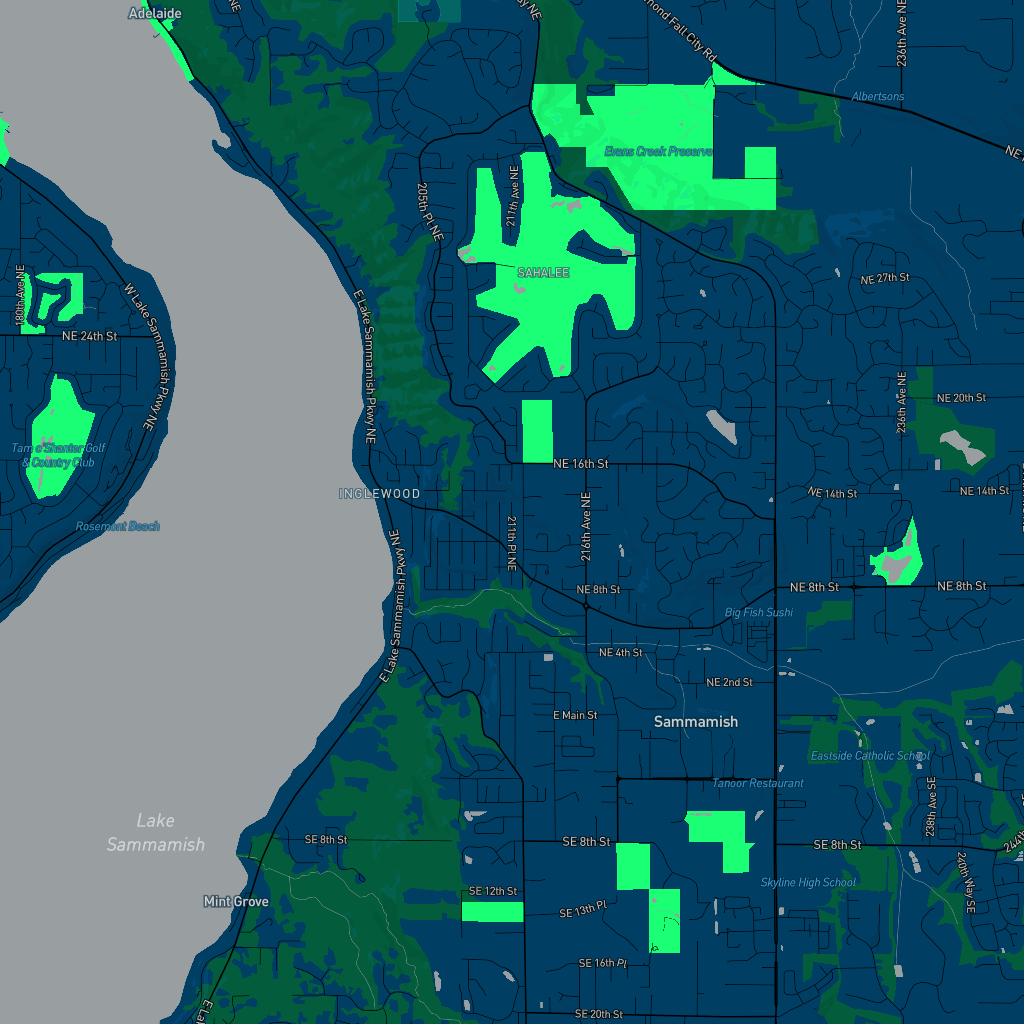 Adelaide
236th Ave NE
Albertsons
Evans Creek Preserve
211th Ave NE
205th Pl NE
SAHALEE
180th Ave NE
NE 27th St
W Lake Sammamish Pkwy NE
E Lake Sammamish Pkwy NE
NE 24th St
236th Ave NE
NE 20th St
Tam o'Shanter Golf
& Country Club
NE 16th St
INGLEWOOD
NE 14th St
NE 14th St
Rosemont Beach
216th Ave NE
211th Pl NE
E Lake Sammamish Pkwy NE
NE 8th St
NE 8th St
NE 8th St
Big Fish Sushi
NE 4th St
NE 2nd St
E Main St
Sammamish
Eastside Catholic School
Tanoor Restaurant
238th Ave SE
Lake
Sammamish
SE 8th St
SE 8th St
SE 8th St
244th
240th Way SE
Skyline High School
SE 12th St
Mint Grove
SE 13th Pl
SE 16th Pl
SE 20th St